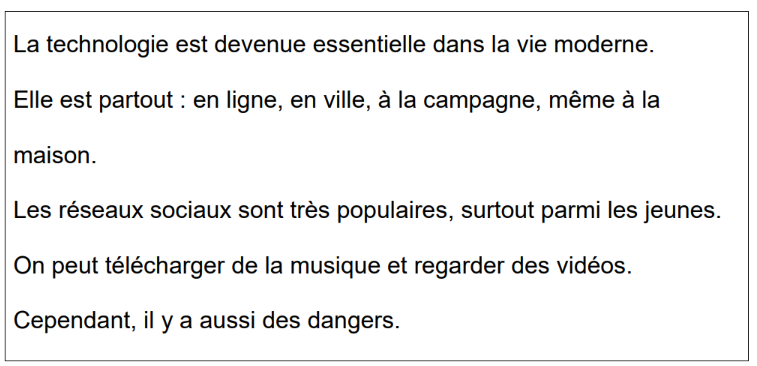 La technologie est devenue essentielle dans la vie moderne.
Elle est partout : en ligne, en ville, à la campagne, même à la
maison.
Les réseaux sociaux sont très populaires, surtout parmi les jeunes.
On peut télécharger de la musique et regarder des vidéos.
Cependant, il y a aussi des dangers.